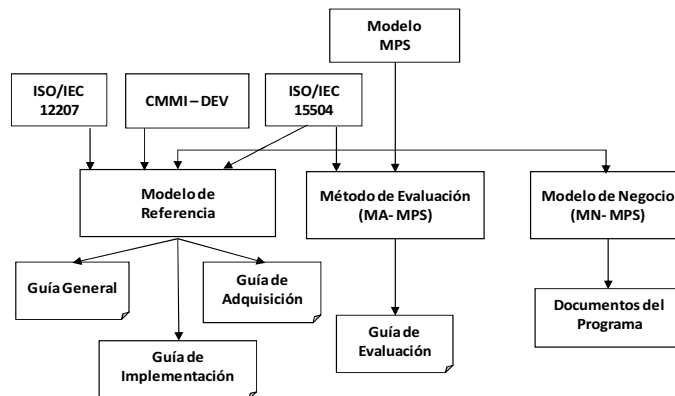 Modelo
MPS
ISO/IEC
12207
CMMI – DEV
ISO/IEC
15504
Modelo de
Referencia
Método de Evaluación
(MA- MPS)
Modelo de Negocio
(MN- MPS)
Guía General
Guía de
Adquisición
Guía de
Implementación
Guía de
Evaluación
Documentos del
Programa